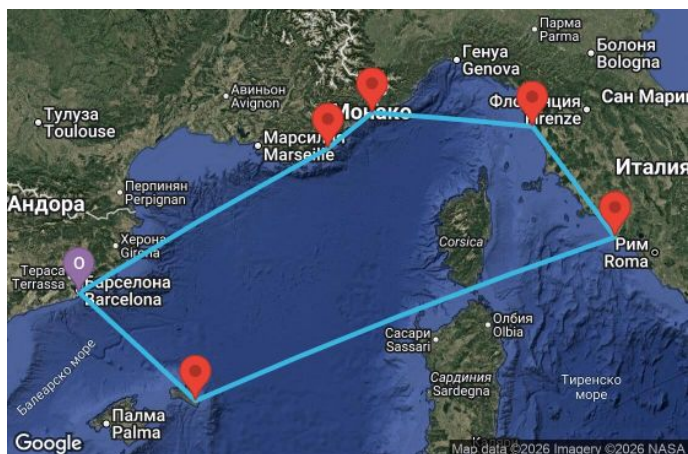 Парма
Parma
Генуа
Genova
Болоня
Bologna
Авиньон
Avignon
Монако
Сан Мари
Тулуза
Toulouse
Марсилия
Marseille
Firenze
Италия
Перпинян
Perpignan
Андора
Corsica
Херона
Girona
О
Рим
Roma
Тераса
Terrassa
Барселона
Barcelona
Олбия
Olbia
Сасари
Sassari
Балеарско море
Сардиния
Sardegna
Тиренско
море
Палма
Palma
Google
Map data ©2026 Imagery ©2026 NASA